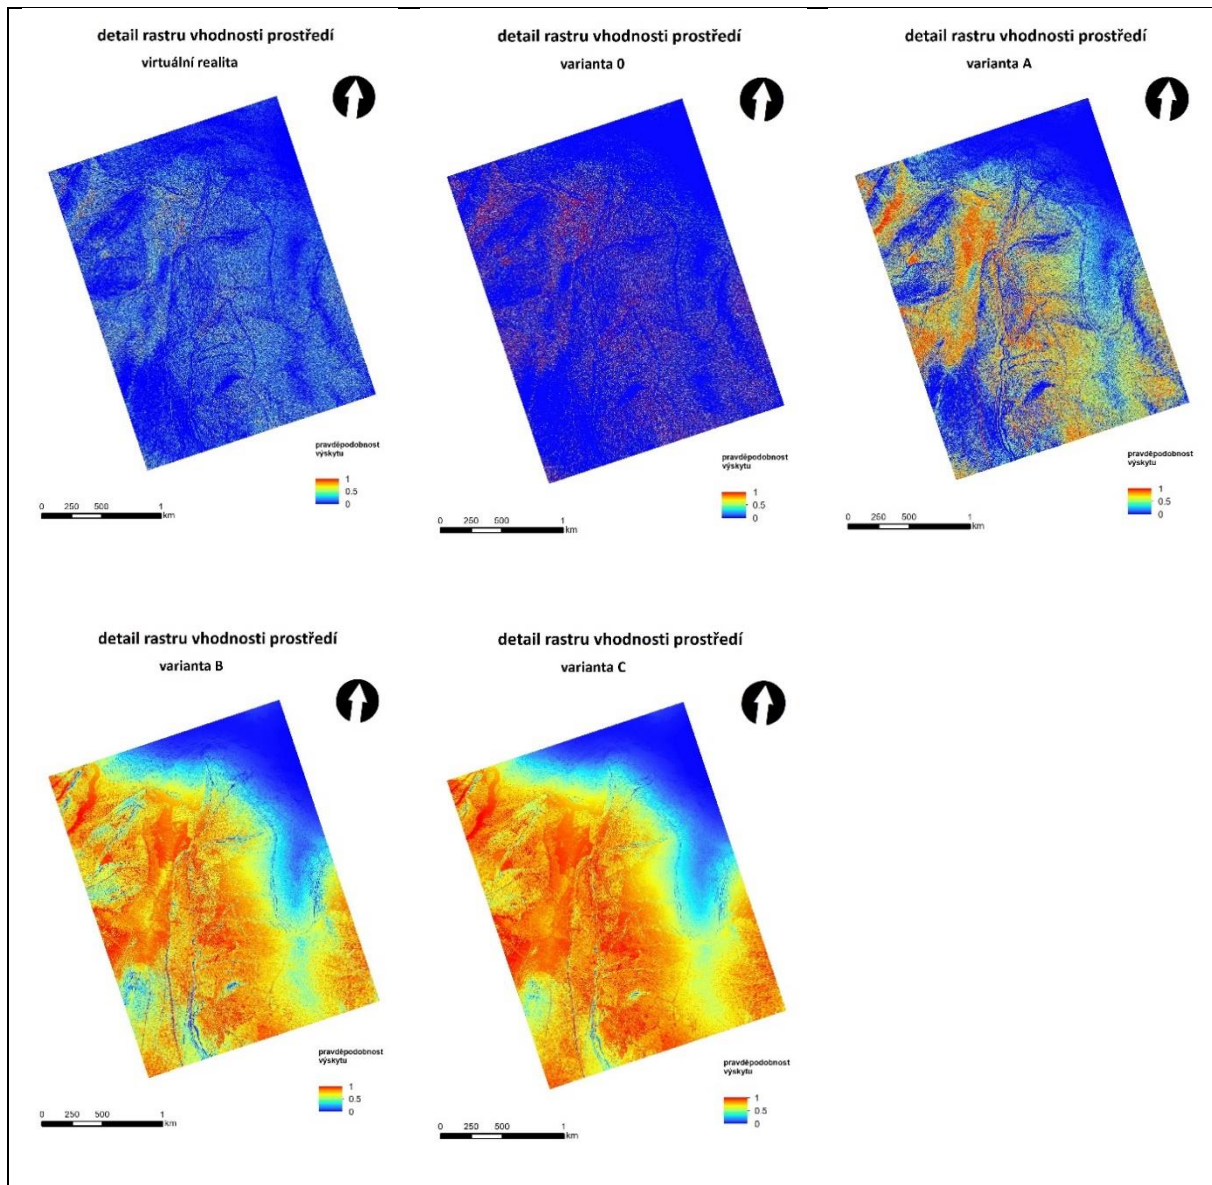 detail rastru vhodnosti prostředí
virtuální realita
pravděpodobnost
výskytu
1
0.5
0
0 250 500 1
km
detail rastru vhodnosti prostředí
varianta 0
pravděpodobnost
výskytu
1
0.5
0
0 250 500 1
km
detail rastru vhodnosti prostředí
varianta A
pravděpodobnost
výskytu
1
0.5
0
0 250 500 1
km
detail rastru vhodnosti prostředí
varianta B
pravděpodobnost
výskytu
1
0.5
0
0 250 500 1
km
detail rastru vhodnosti prostředí
varianta C
pravděpodobnost
výskytu
1
0.5
0
0 250 500 1
km